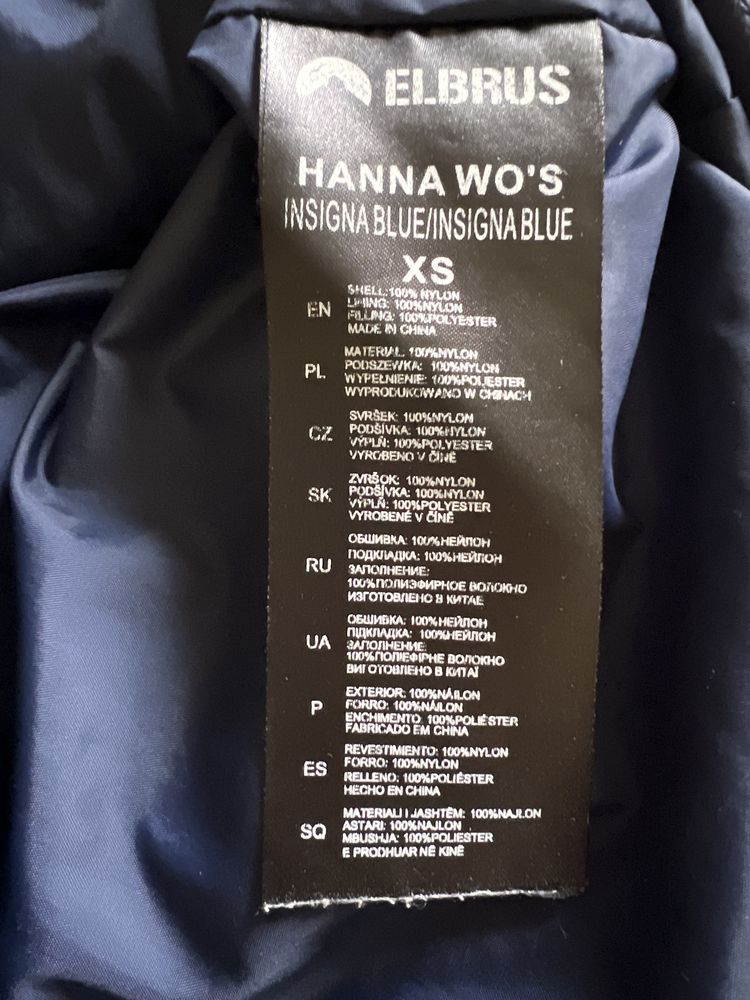 ELBRUS
HANNA WO'S
INSIGNA BLUE/INSIGNA BLUE
XS
EN
SHELL:100% NYLON
LINING: 100%NYLON
FILLING: 100%POLYESTER
MADE IN CHINA
PL
MATERIAL: 100%NYLON
PODSZEWKA: 100%NYLON
WYPEŁNIENIE: 100%POLIESTER
WYPRODUKOWANO W CHINACH
CZ
SVRŠEK: 100%NYLON
PODŠÍVKA: 100%NYLON
VÝPLŇ: 100%POLYESTER
VYROBENO V ČÍNĚ
SK
ZVRŠOK: 100%NYLON
PODŠÍVKA: 100%NYLON
VÝPLŇ: 100%POLYESTER
VYROBENÉ V ČÍNĚ
RU
ОБШИВКА: 100%НЕЙЛОН
ПОДКЛАДКА: 100%НЕЙЛОН
ЗАПОЛНЕНИЕ:
100%ПОЛИЭФИРНОЕ ВОЛОКНО
ИЗГОТОВЛЕНО В КИТАЕ
UA
ОБШИВКА: 100%НЕЙЛОН
ПІДКЛАДКА: 100%НЕЙЛОН
ЗАПОЛНЕННЯ:
100%ПОЛІЕФІРНЕ ВОЛОКНО
ВИГОТОВЛЕНО В КИТАЇ
P
EXTERIOR: 100%NÁILON
FORRO: 100%NÁILON
ENCHIMENTO: 100%POLIÉSTER
FABRICADO EM CHINA
ES
REVESTIMIENTO: 100%NYLON
FORRO: 100%NYLON
RELLENO: 100%POLIÉSTER
HECHO EN CHINA
SQ
MATERIALI I JASHTËM: 100%NAJLON
ASTARI: 100%NAJLON
MBUSHJA: 100%POLIESTER
E PRODHUAR NË KINË